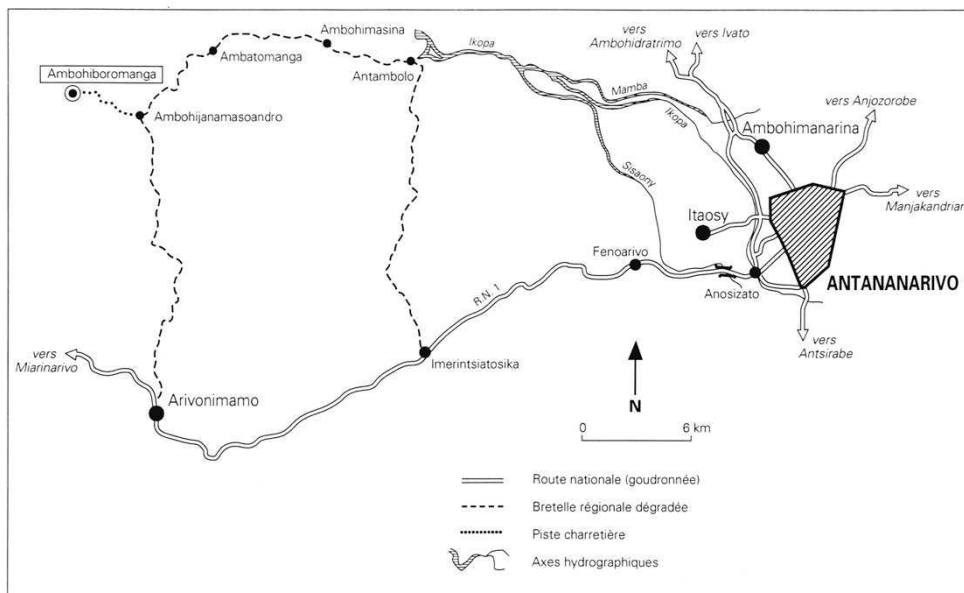 Ambohimasina
Ambatomanga
Antambolo
Ikopa
vers
Ambohidratrimo
vers Ivato
Ambohiboromanga
Ambohijanamasoandro
Mamba
Ikopa
vers Anjozorobe
Ambohimanarina
Sisaony
vers
Manjakandriar
Itaosy
Fenoarivo
Anosizato
ANTANANARIVO
R.N. 1
vers
Antsirabe
vers
Miarinarivo
Imerintsiatosika
Arivonimamo
N
0 6 km
Route nationale (goudronnée)
Bretelle régionale dégradée
Piste charretière
Axes hydrographiques